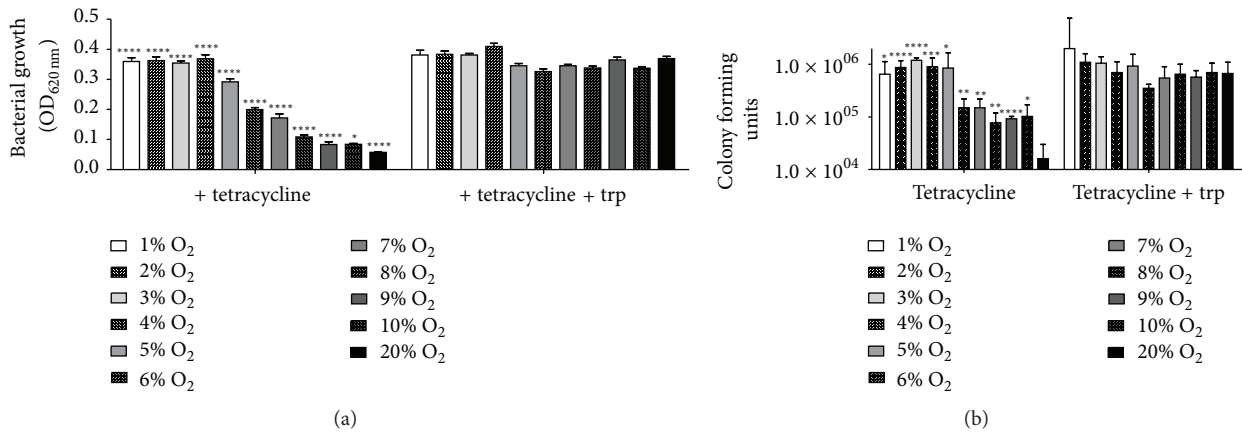 Bacterial growth
(OD620 nm)
0.5
0.4
0.3
0.2
0.1
0.0
**** **** **** **** **** **** **** **** **** * ****
+ tetracycline
+ tetracycline + trp
1% O2
2% O2
3% O2
4% O2
5% O2
6% O2
7% O2
8% O2
9% O2
10% O2
20% O2
(a)
Colony forming
units
1.0 × 10^06
1.0 × 10^05
1.0 × 10^04
* **** **** *** * ** ** ** **** *
Tetracycline
Tetracycline + trp
1% O2
2% O2
3% O2
4% O2
5% O2
6% O2
7% O2
8% O2
9% O2
10% O2
20% O2
(b)